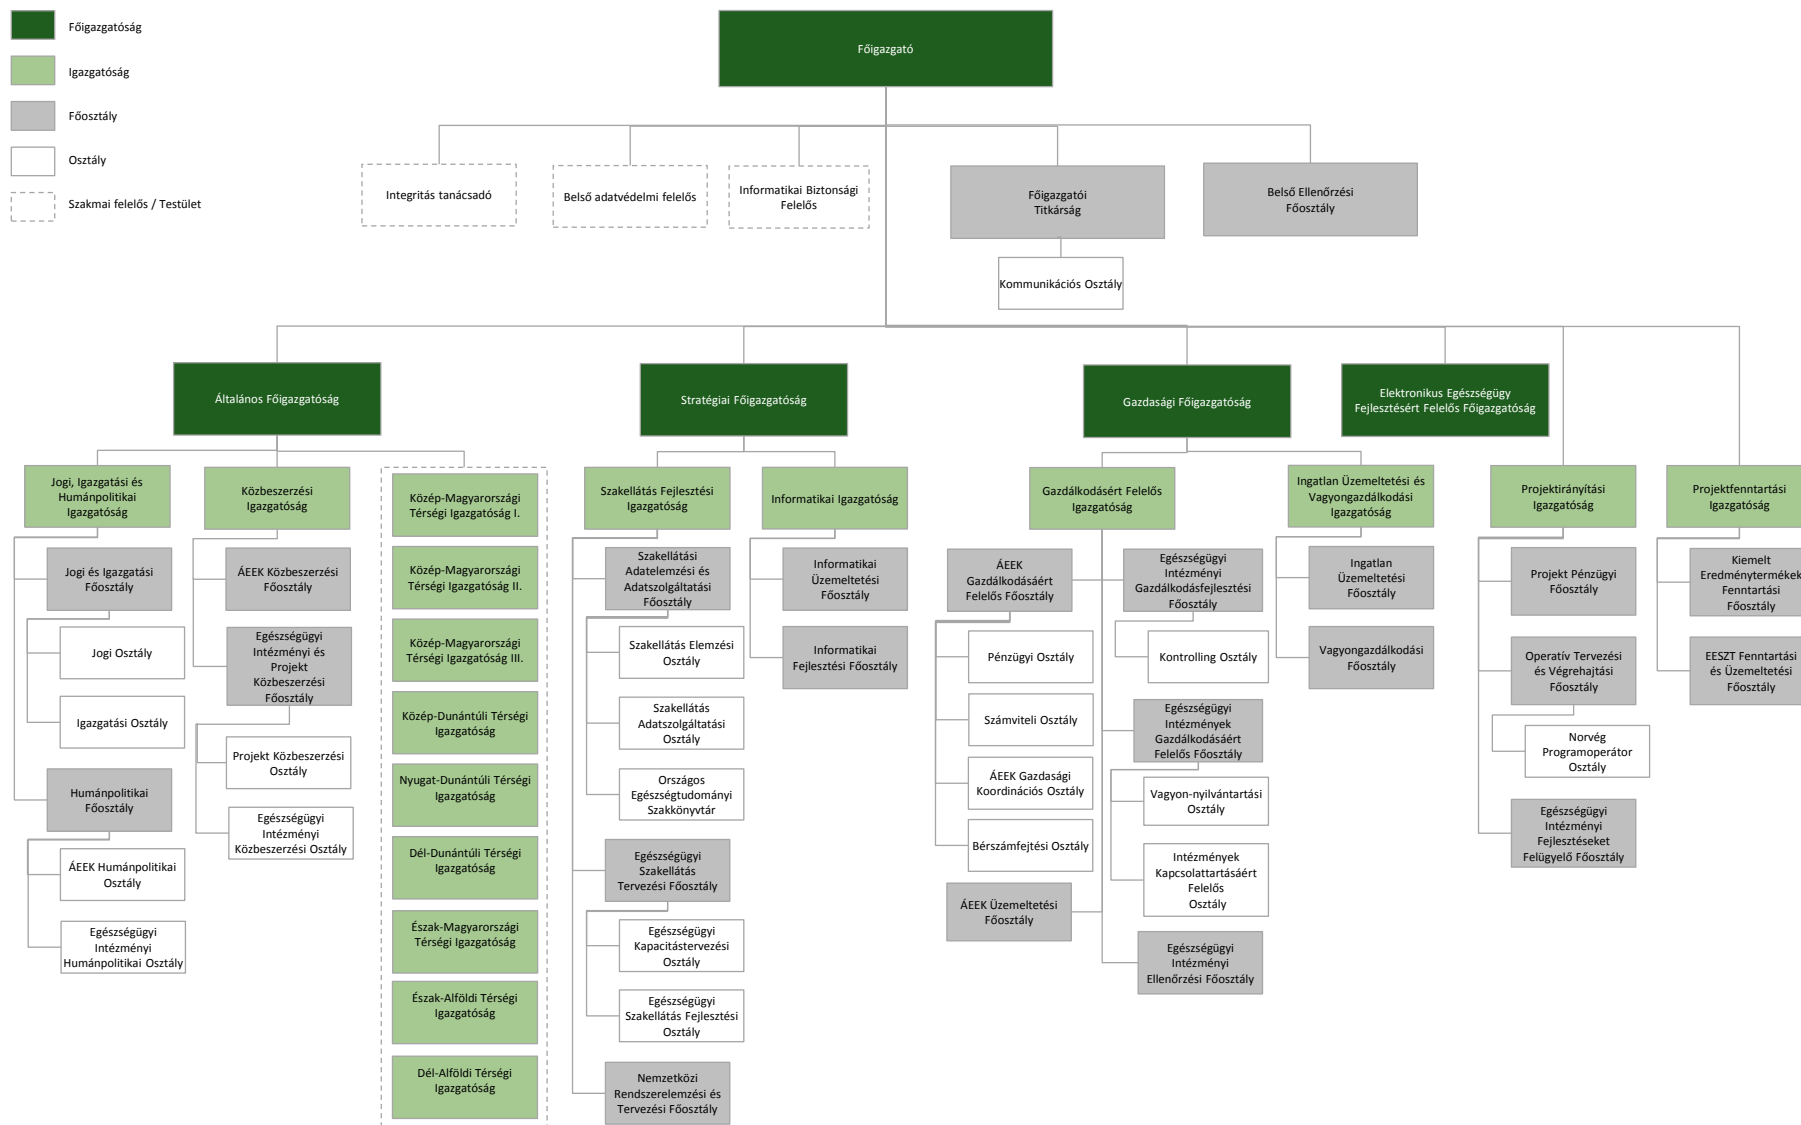 Főigazgatóság
Igazgatóság
Főosztály
Osztály
Szakmai felelős / Testület
Főigazgató
Integritás tanácsadó
Belső adatvédelmi felelős
Informatikai Biztonsági
Felelős
Főigazgatói
Titkárság
Belső Ellenőrzési
Főosztály
Kommunikációs Osztály
Általános Főigazgatóság
Stratégiai Főigazgatóság
Gazdasági Főigazgatóság
Elektronikus Egészségügy
Fejlesztésért Felelős Főigazgatóság
Jogi, Igazgatási és
Humánpolitikai
Igazgatóság
Jogi és Igazgatási
Főosztály
Jogi Osztály
Igazgatási Osztály
Humánpolitikai
Főosztály
ÁEEK Humánpolitikai
Osztály
Egészségügyi
Intézményi
Humánpolitikai Osztály
Közbeszerzési
Igazgatóság
ÁEEK Közbeszerzési
Főosztály
Egészségügyi
Intézményi és
Projekt
Közbeszerzési
Főosztály
Projekt Közbeszerzési
Osztály
Egészségügyi
Intézményi
Közbeszerzési Osztály
Közép-Magyarországi
Térségi Igazgatóság I.
Közép-Magyarországi
Térségi Igazgatóság II.
Közép-Magyarországi
Térségi Igazgatóság III.
Közép-Dunántúli Térségi
Igazgatóság
Nyugat-Dunántúli Térségi
Igazgatóság
Dél-Dunántúli Térségi
Igazgatóság
Észak-Magyarországi
Térségi Igazgatóság
Észak-Alföldi Térségi
Igazgatóság
Dél-Alföldi Térségi
Igazgatóság
Szakellátás Fejlesztési
Igazgatóság
Szakellátási
Adatelemzési és
Adatszolgáltatási
Főosztály
Szakellátás Elemzési
Osztály
Szakellátás
Adatszolgáltatási
Osztály
Országos
Egészségtudományi
Szakkönyvtár
Egészségügyi
Szakellátás
Tervezési Főosztály
Egészségügyi
Kapacitástervezési
Osztály
Egészségügyi
Szakellátás Fejlesztési
Osztály
Nemzetközi
Rendszerelemzési és
Tervezési Főosztály
Informatikai Igazgatóság
Informatikai
Üzemeltetési
Főosztály
Informatikai
Fejlesztési Főosztály
Gazdálkodásért Felelős
Igazgatóság
ÁEEK
Gazdálkodásáért
Felelős Főosztály
Pénzügyi Osztály
Számviteli Osztály
ÁEEK Gazdasági
Koordinációs Osztály
Bérszámfejtési Osztály
ÁEEK Üzemeltetési
Főosztály
Egészségügyi
Intézményi
Gazdálkodásfejlesztési
Főosztály
Kontrolling Osztály
Egészségügyi
Intézmények
Gazdálkodásáért
Felelős Főosztály
Vagyon-nyilvántartási
Osztály
Intézmények
Kapcsolattartásáért
Felelős
Osztály
Egészségügyi
Intézményi
Ellenőrzési Főosztály
Ingatlan Üzemeltetési és
Vagyongazdálkodási
Igazgatóság
Ingatlan
Üzemeltetési
Főosztály
Vagyongazdálkodási
Főosztály
Projektirányítási
Igazgatóság
Projekt Pénzügyi
Főosztály
Operatív Tervezési
és Végrehajtási
Főosztály
Norvég
Programoperátor
Osztály
Egészségügyi
Intézményi
Fejlesztéseket
Felügyelő Főosztály
Projektfenntartási
Igazgatóság
Kiemelt
Eredménytermékek
Fenntartási
Főosztály
EESZT Fenntartási
és Üzemeltetési
Főosztály